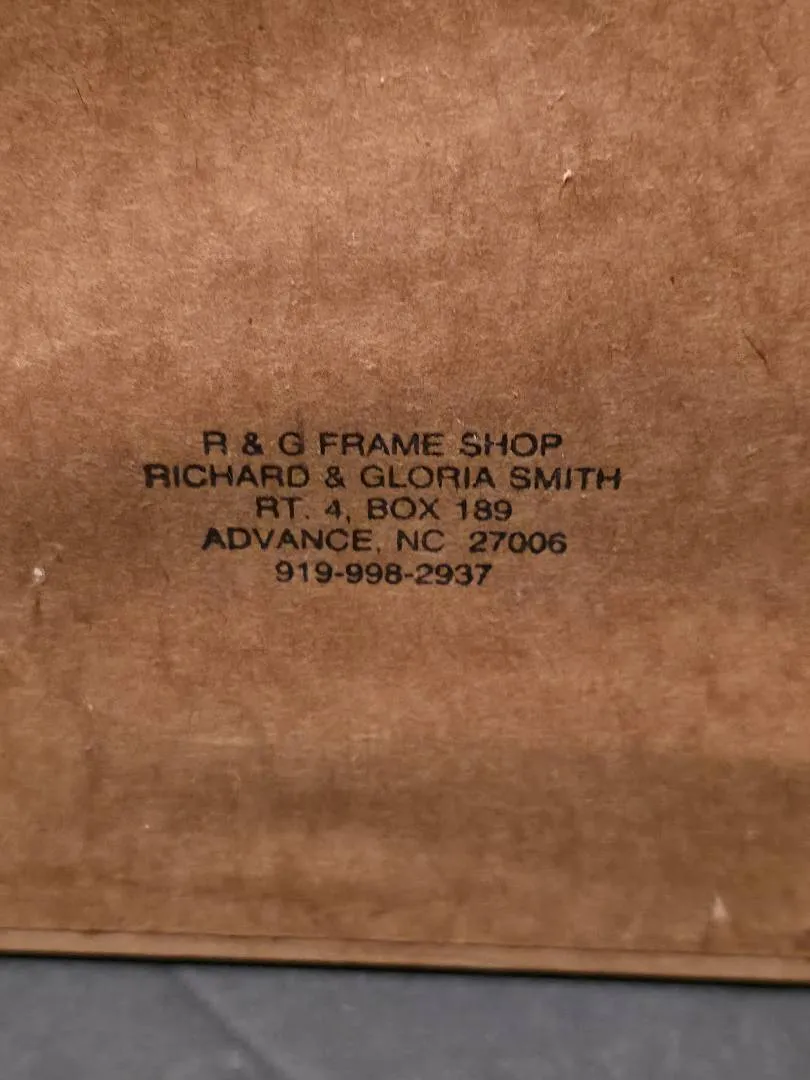 R & G FRAME SHOP
RICHARD & GLORIA SMITH
RT. 4, BOX 189
ADVANCE, NC 27006
919-998-2937